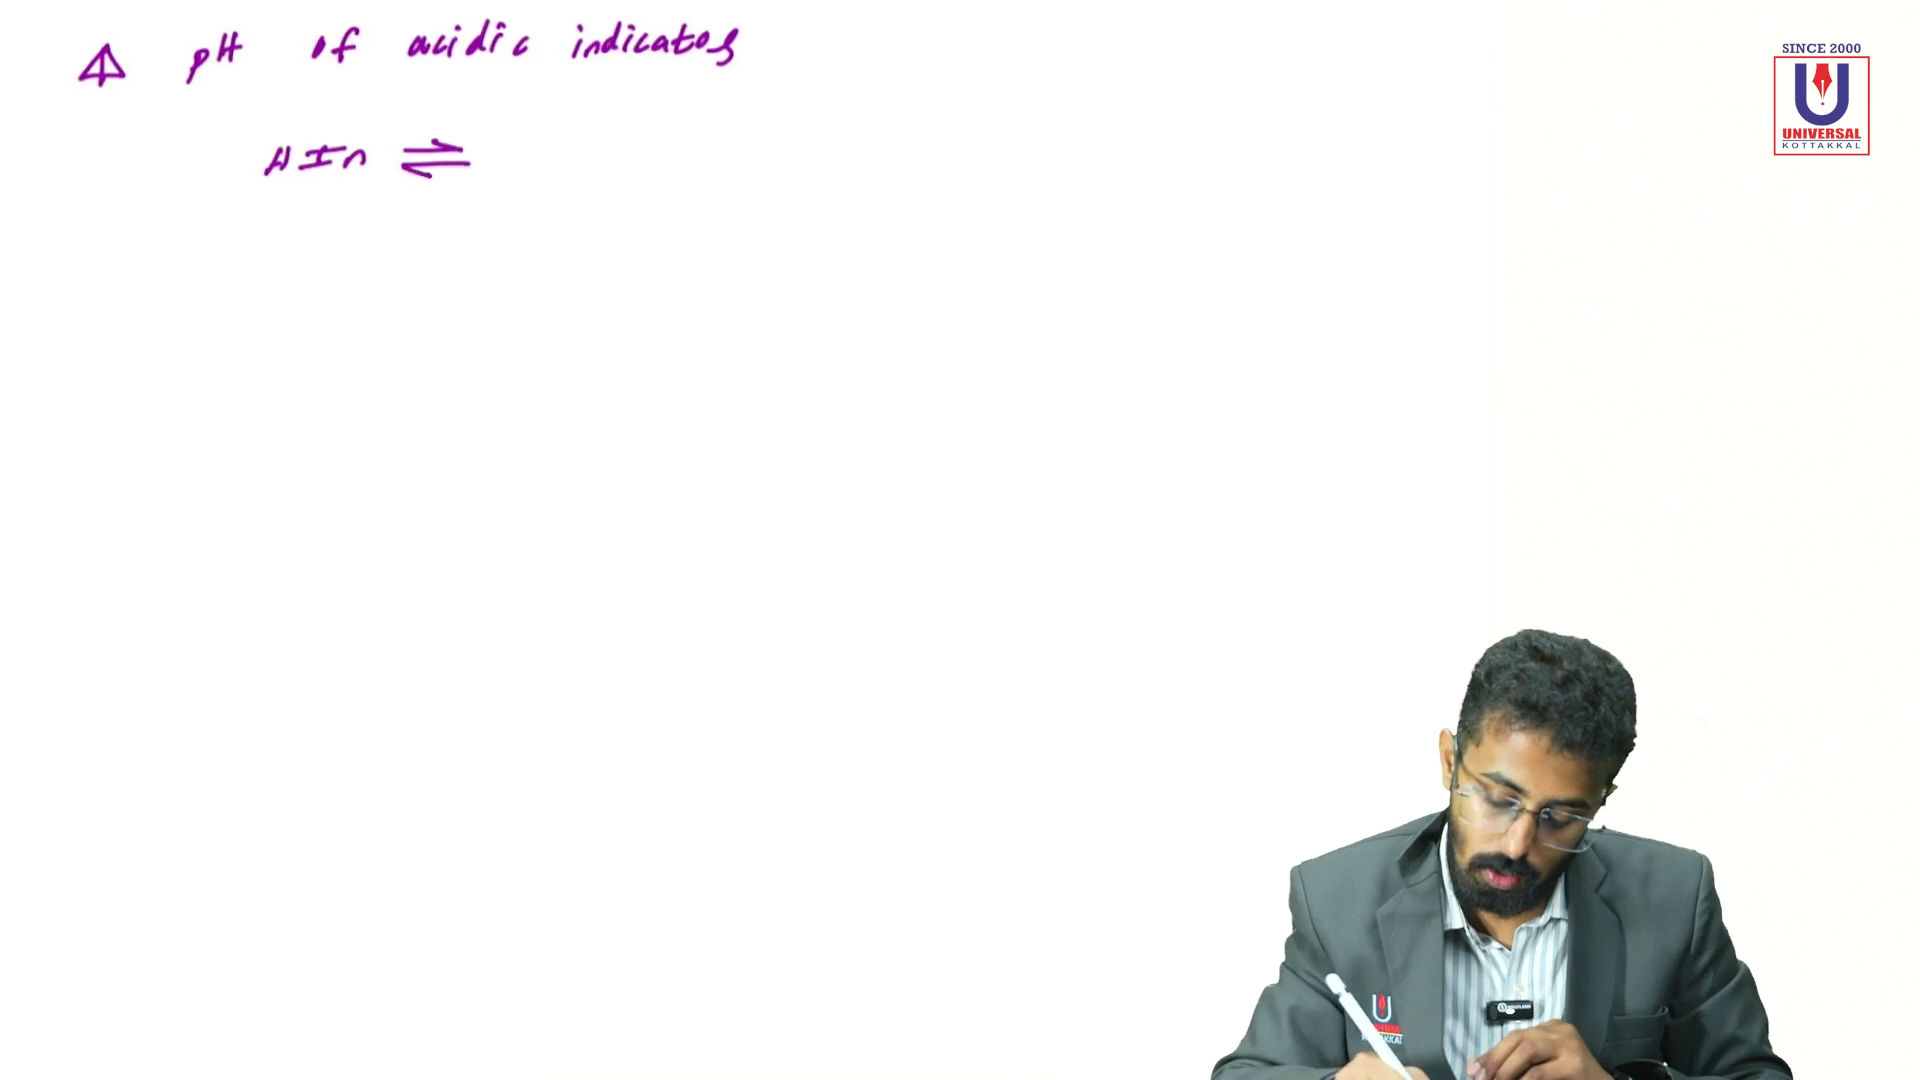 pH of acidic indicator
HIn ⇌
SINCE 2000
U
UNIVERSAL
KOTTAKKAL